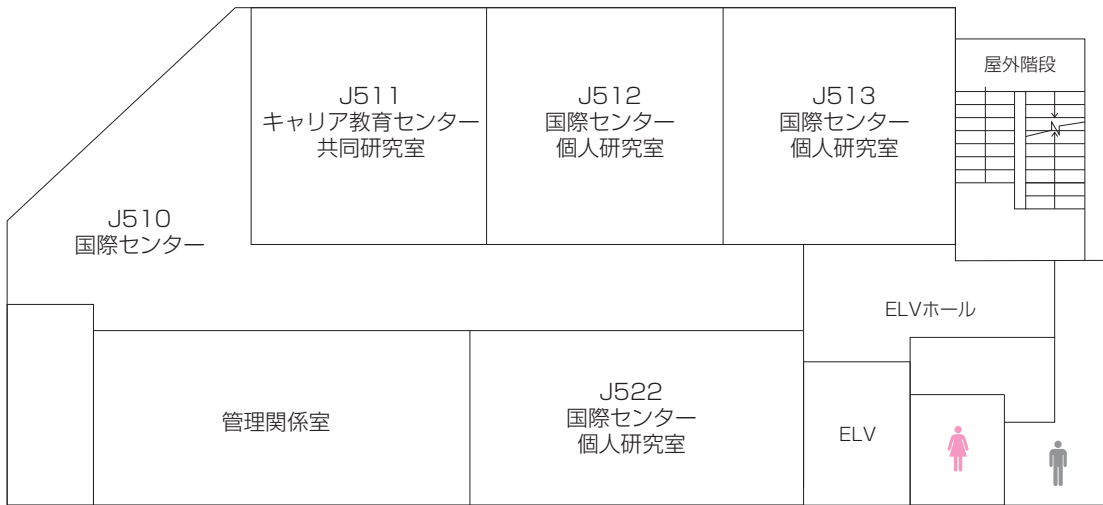 屋外階段
J511
キャリア教育センター
共同研究室
J512
国際センター
個人研究室
J513
国際センター
個人研究室
N
J510
国際センター
ELVホール
管理関係室
J522
国際センター
個人研究室
ELV